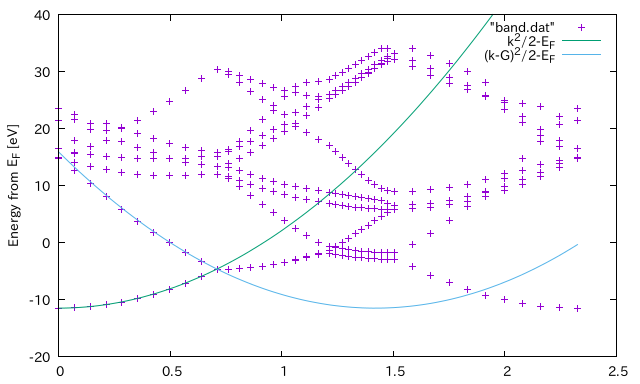 "band.dat"
k²/2-E_F
(k-G)²/2-E_F
Energy from E_F [eV]
40
30
20
10
0
-10
-20
0 0.5 1 1.5 2 2.5